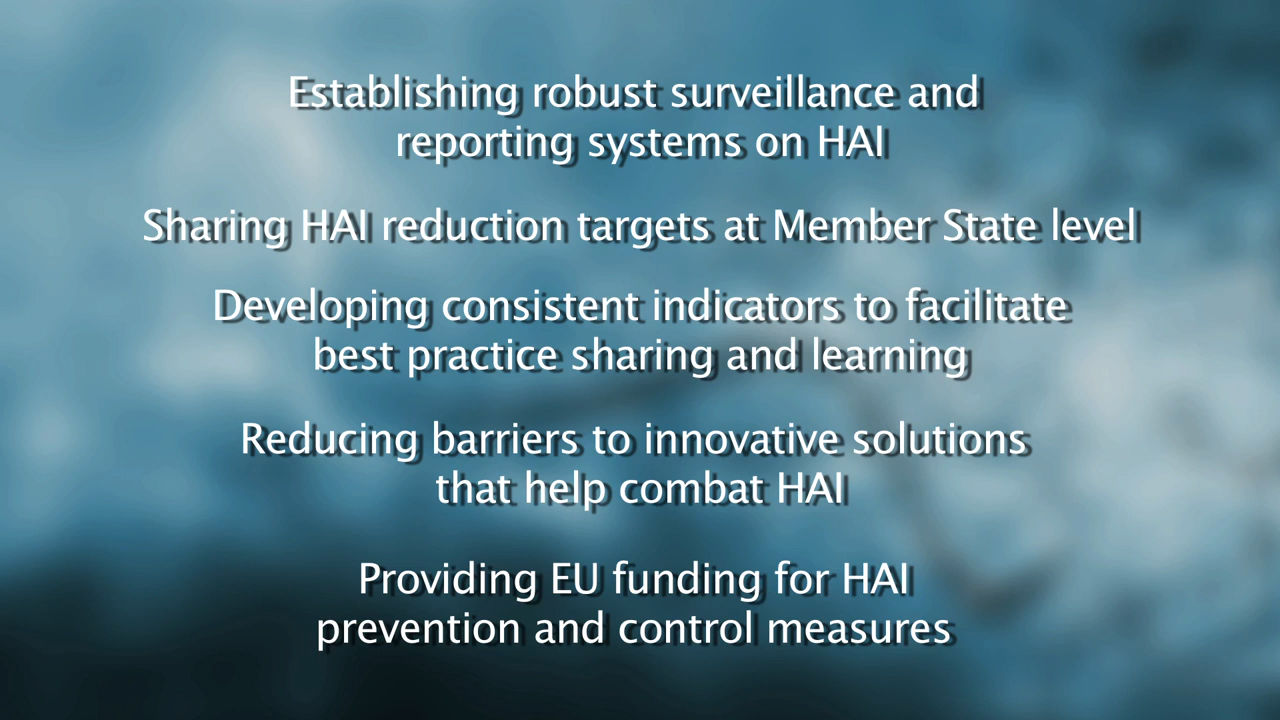 Establishing robust surveillance and
reporting systems on HAI
Sharing HAI reduction targets at Member State level
Developing consistent indicators to facilitate
best practice sharing and learning
Reducing barriers to innovative solutions
that help combat HAI
Providing EU funding for HAI
prevention and control measures